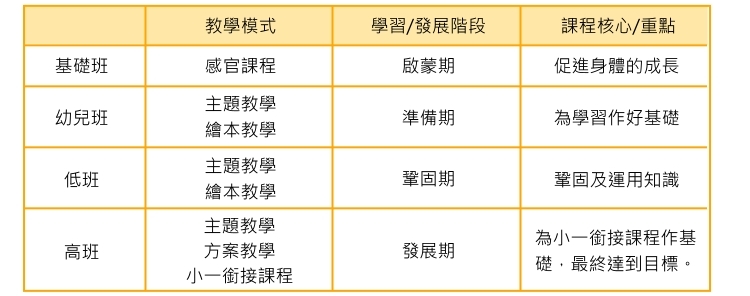 教學模式 學習/發展階段 課程核心/重點
基礎班 感官課程 啟蒙期 促進身體的成長
幼兒班 主題教學 繪本教學 準備期 為學習作好基礎
低班 主題教學 繪本教學 鞏固期 鞏固及運用知識
高班 主題教學 方案教學 小一銜接課程 發展期 為小一銜接課程作基
礎，最終達到目標。